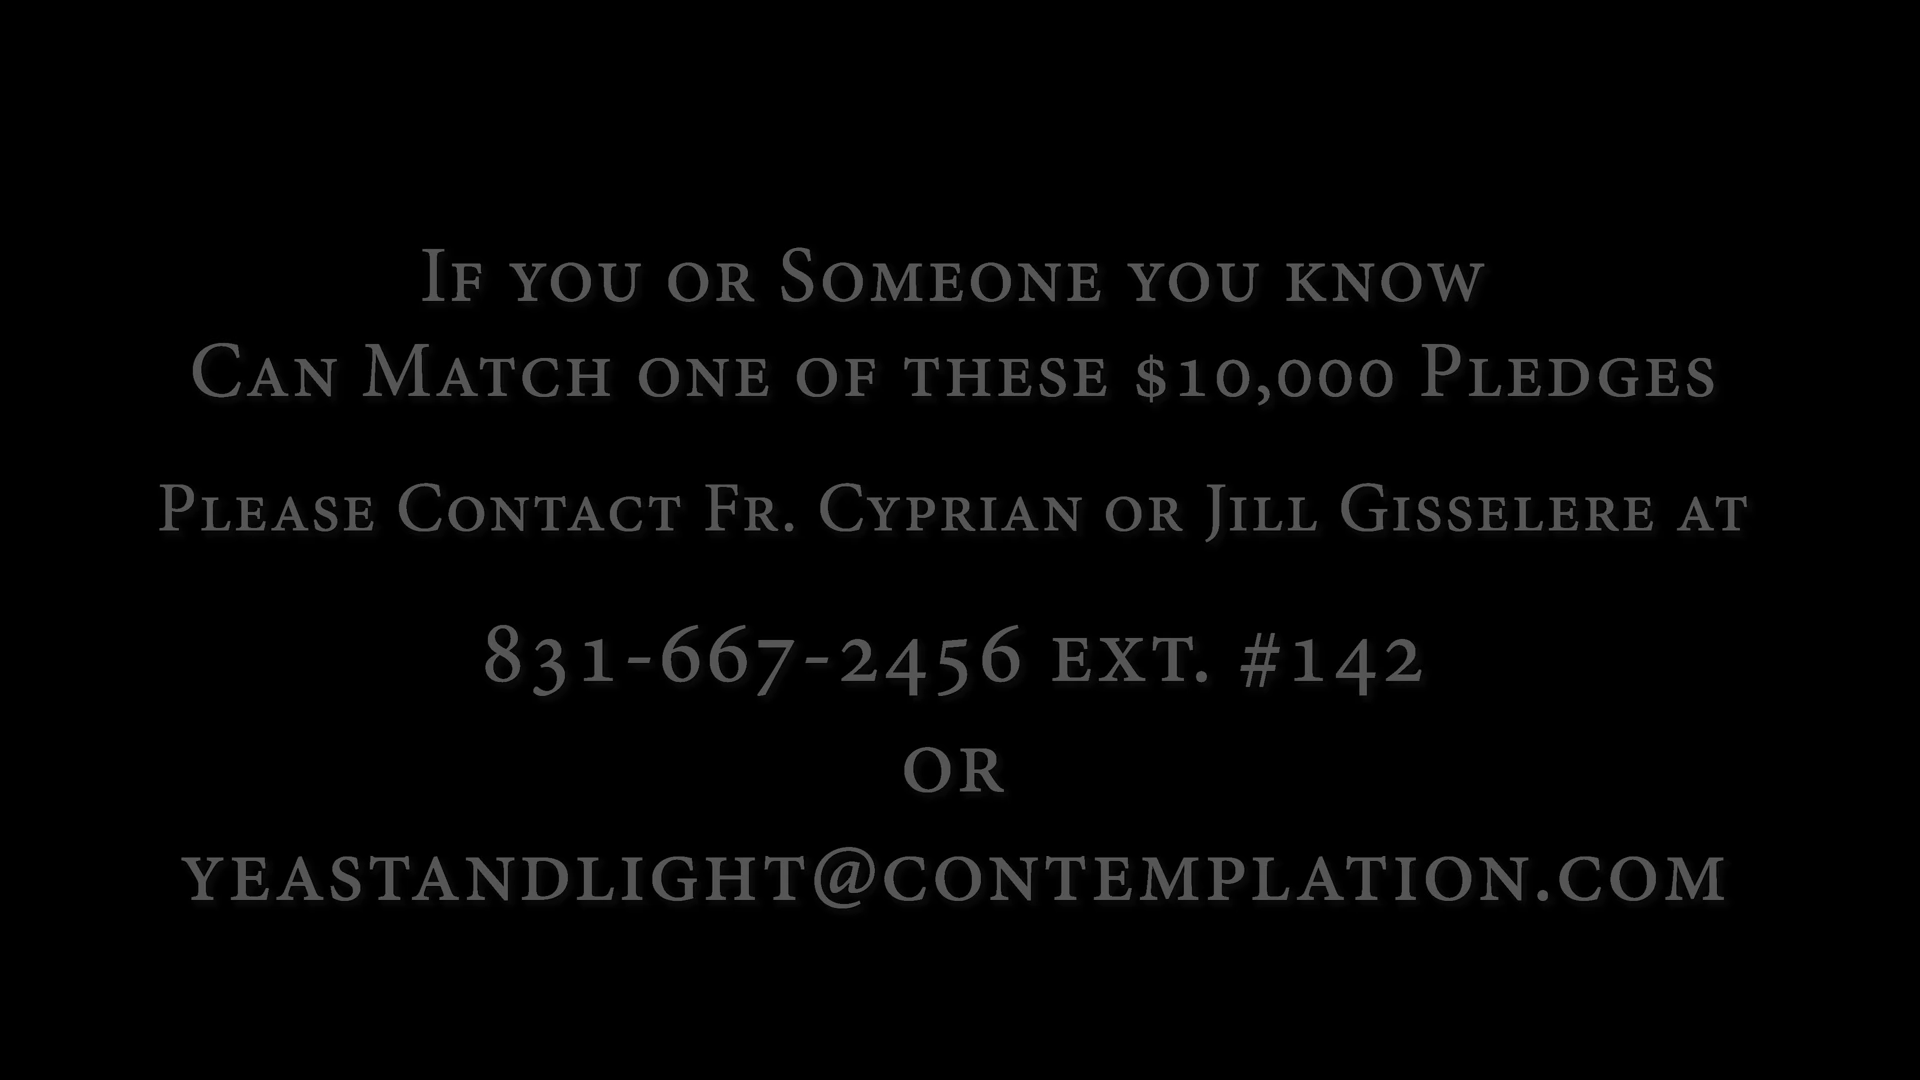 If you or Someone you know
Can Match one of these $10,000 Pledges
Please Contact Fr. Cyprian or Jill Gisselere at
831-667-2456 ext. #142
or
yeastandlight@contemplation.com